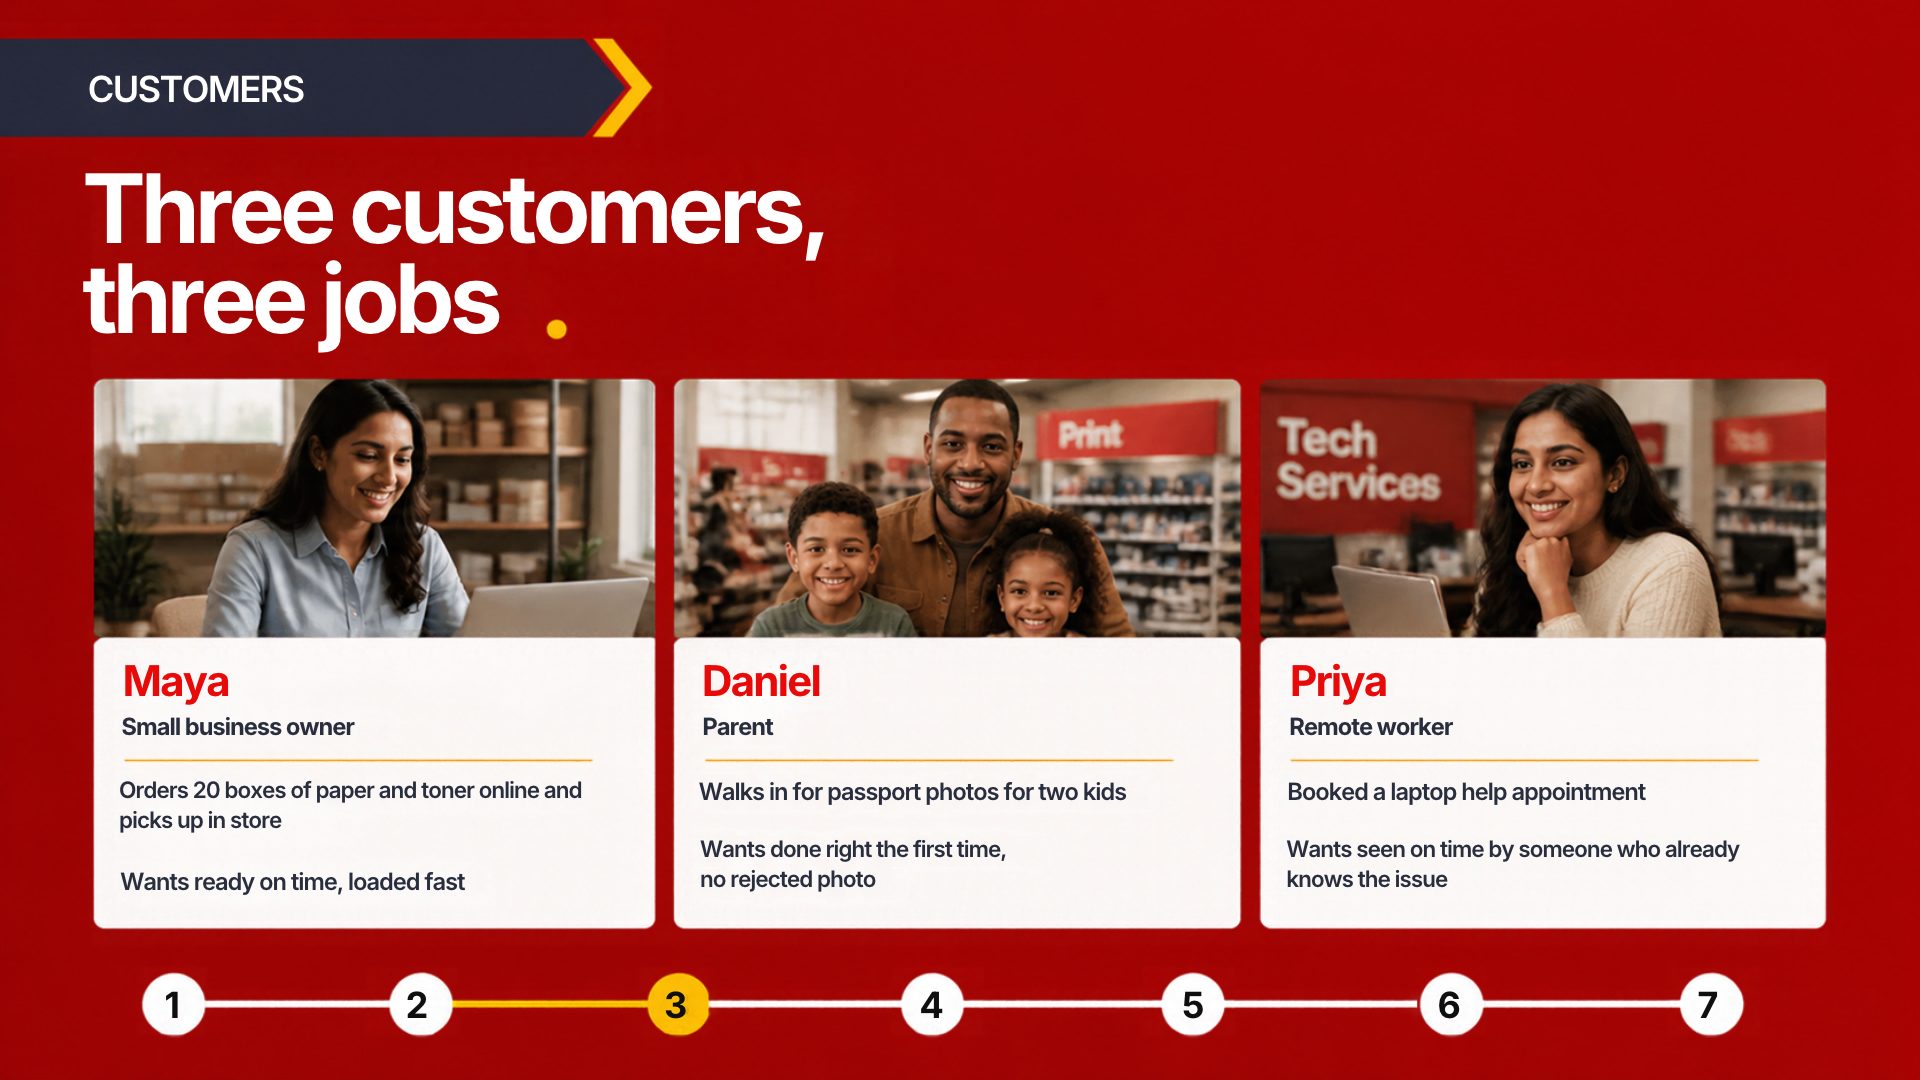 CUSTOMERS
Three customers,
three jobs .
Print
Tech
Services
Maya
Small business owner
Orders 20 boxes of paper and toner online and
picks up in store
Wants ready on time, loaded fast
Daniel
Parent
Walks in for passport photos for two kids
Wants done right the first time,
no rejected photo
Priya
Remote worker
Booked a laptop help appointment
Wants seen on time by someone who already
knows the issue
1 2 3 4 5 6 7